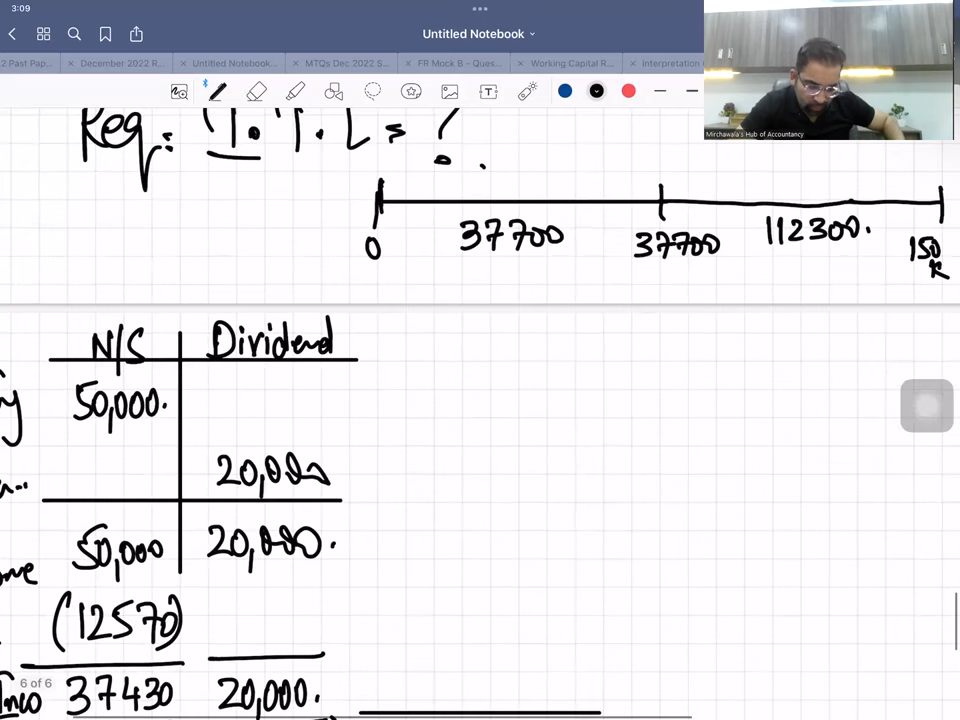 3:09
Untitled Notebook
2 Past Pap...
December 2022 R...
Untitled Notebook...
MTQs Dec 2022 S...
FR Mock B - Ques...
Working Capital R...
Interpretation
Mirchawala's Hub of Accountancy
Req: I.T.L = ?
0 37700 37700 112300. 150k
N/S Dividend
50,000.
20,000
50,000 20,000.
(12570)
37430 20,000.
6 of 6